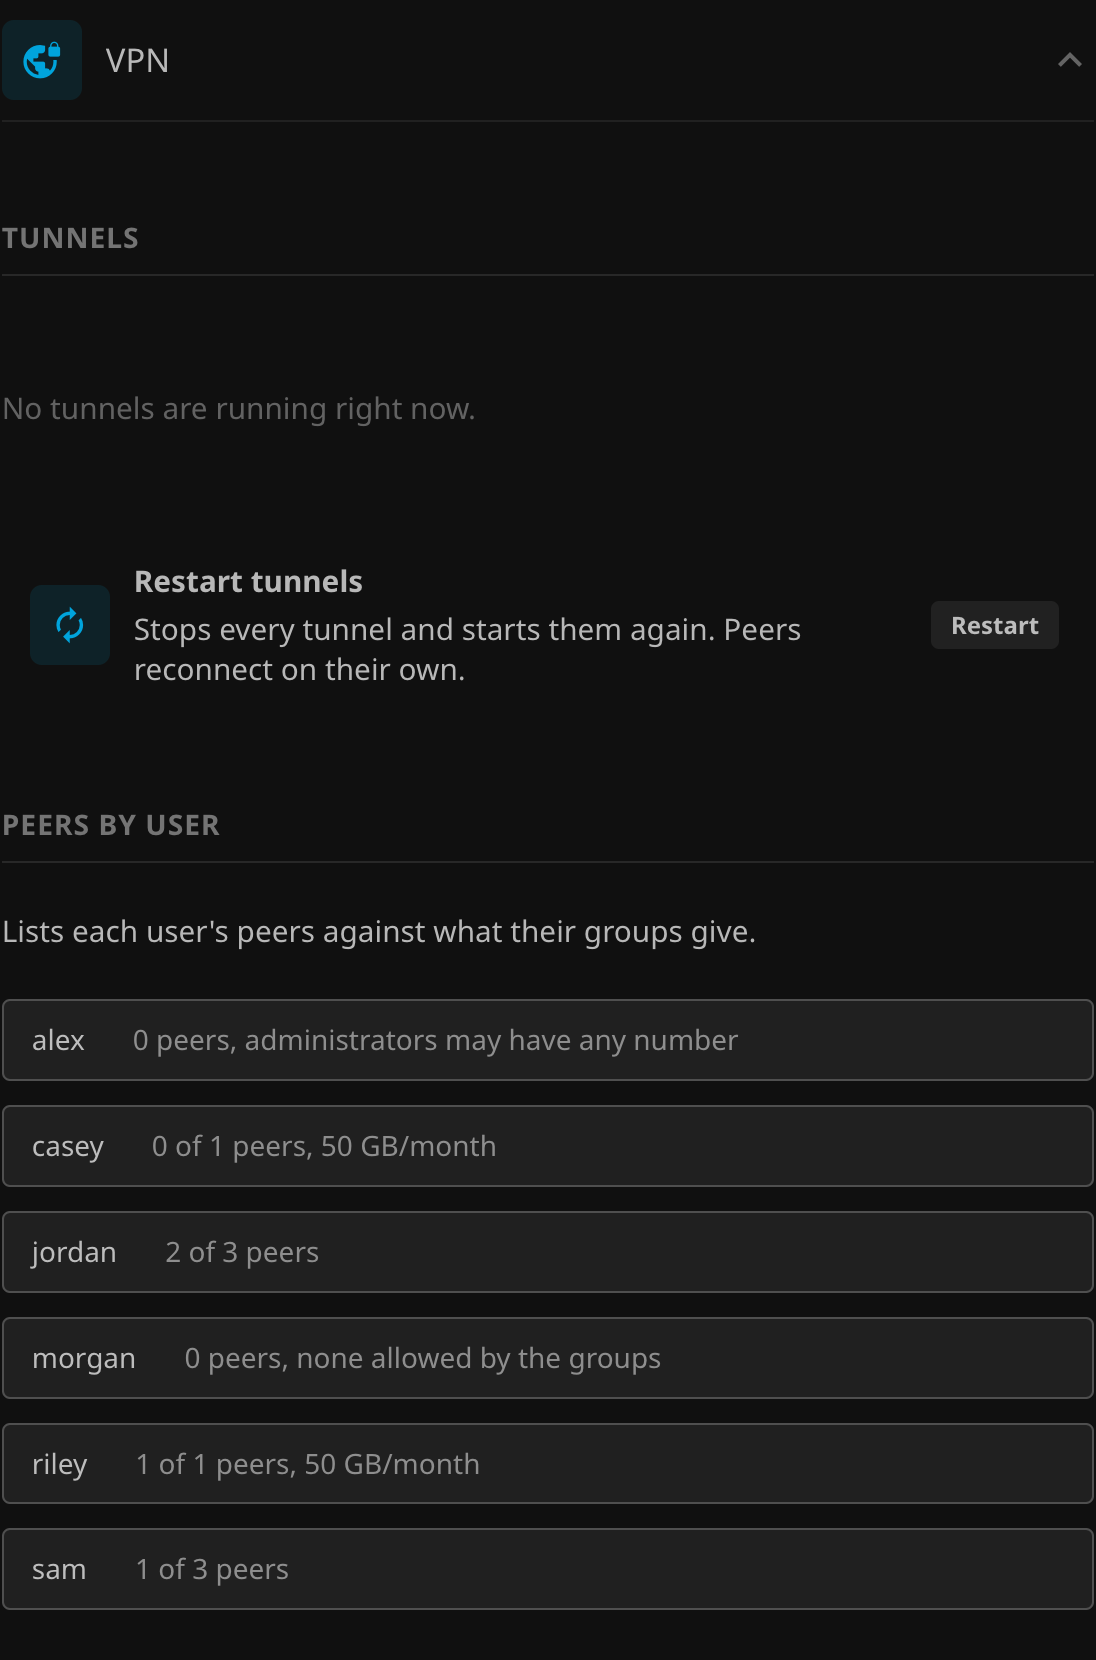 VPN
TUNNELS
No tunnels are running right now.
Restart tunnels
Stops every tunnel and starts them again. Peers
reconnect on their own.
Restart
PEERS BY USER
Lists each user's peers against what their groups give.
alex 0 peers, administrators may have any number
casey 0 of 1 peers, 50 GB/month
jordan 2 of 3 peers
morgan 0 peers, none allowed by the groups
riley 1 of 1 peers, 50 GB/month
sam 1 of 3 peers